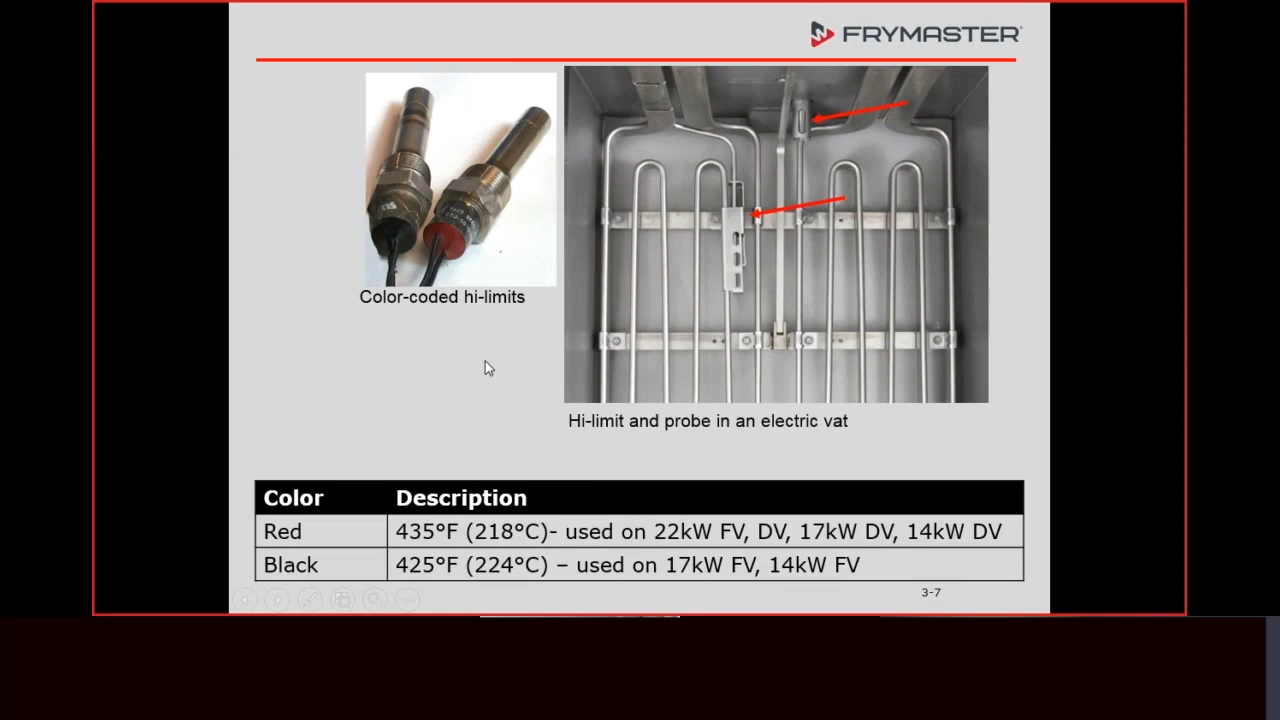 FRYMASTER
Color-coded hi-limits
Hi-limit and probe in an electric vat
Color Description
Red 435°F (218°C)- used on 22kW FV, DV, 17kW DV, 14kW DV
Black 425°F (224°C) – used on 17kW FV, 14kW FV
3-7